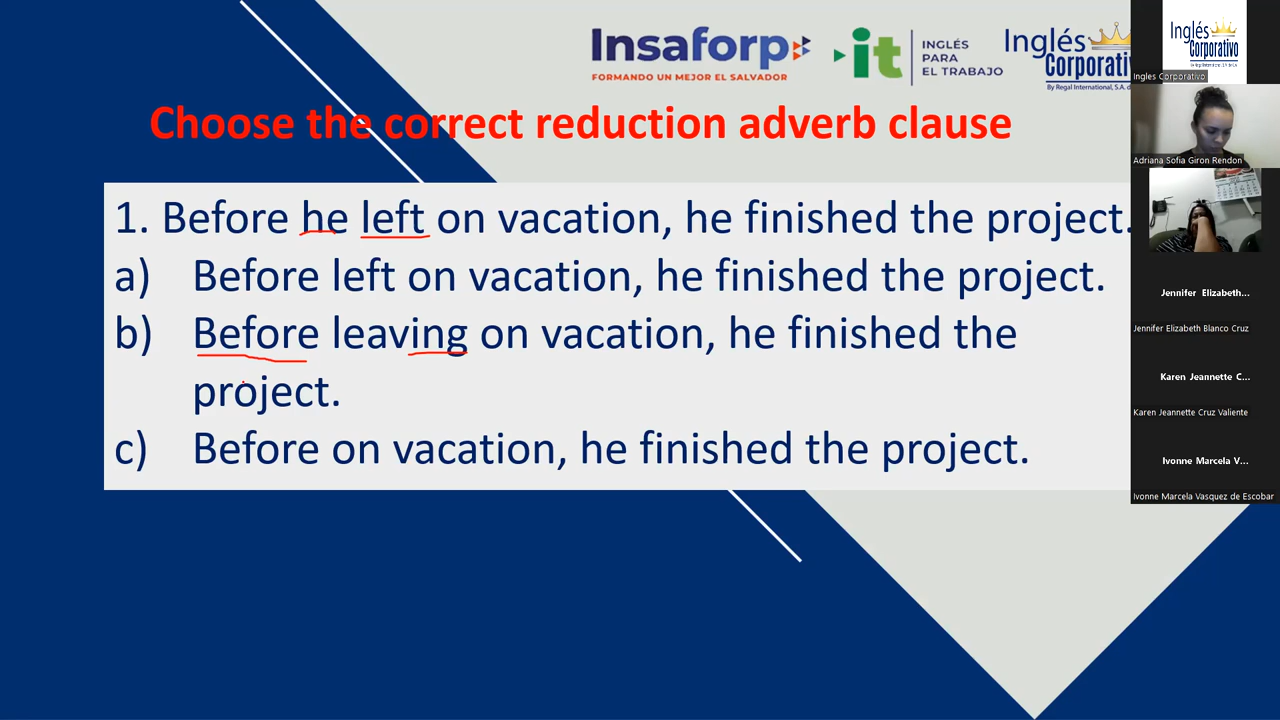 Insaforp
FORMANDO UN MEJOR EL SALVADOR
it
INGLÉS
PARA
EL TRABAJO
Inglés
Corporativ
By Regal International, S.A. d
Choose the correct reduction adverb clause
1. Before he left on vacation, he finished the project.
a) Before left on vacation, he finished the project.
b) Before leaving on vacation, he finished the
project.
c) Before on vacation, he finished the project.
Inglés
Corporativo
Ingles Corporativo
Adriana Sofia Giron Rendon
Jennifer Elizabeth...
Jennifer Elizabeth Blanco Cruz
Karen Jeannette C...
Karen Jeannette Cruz Valiente
Ivonne Marcela V...
Ivonne Marcela Vasquez de Escobar